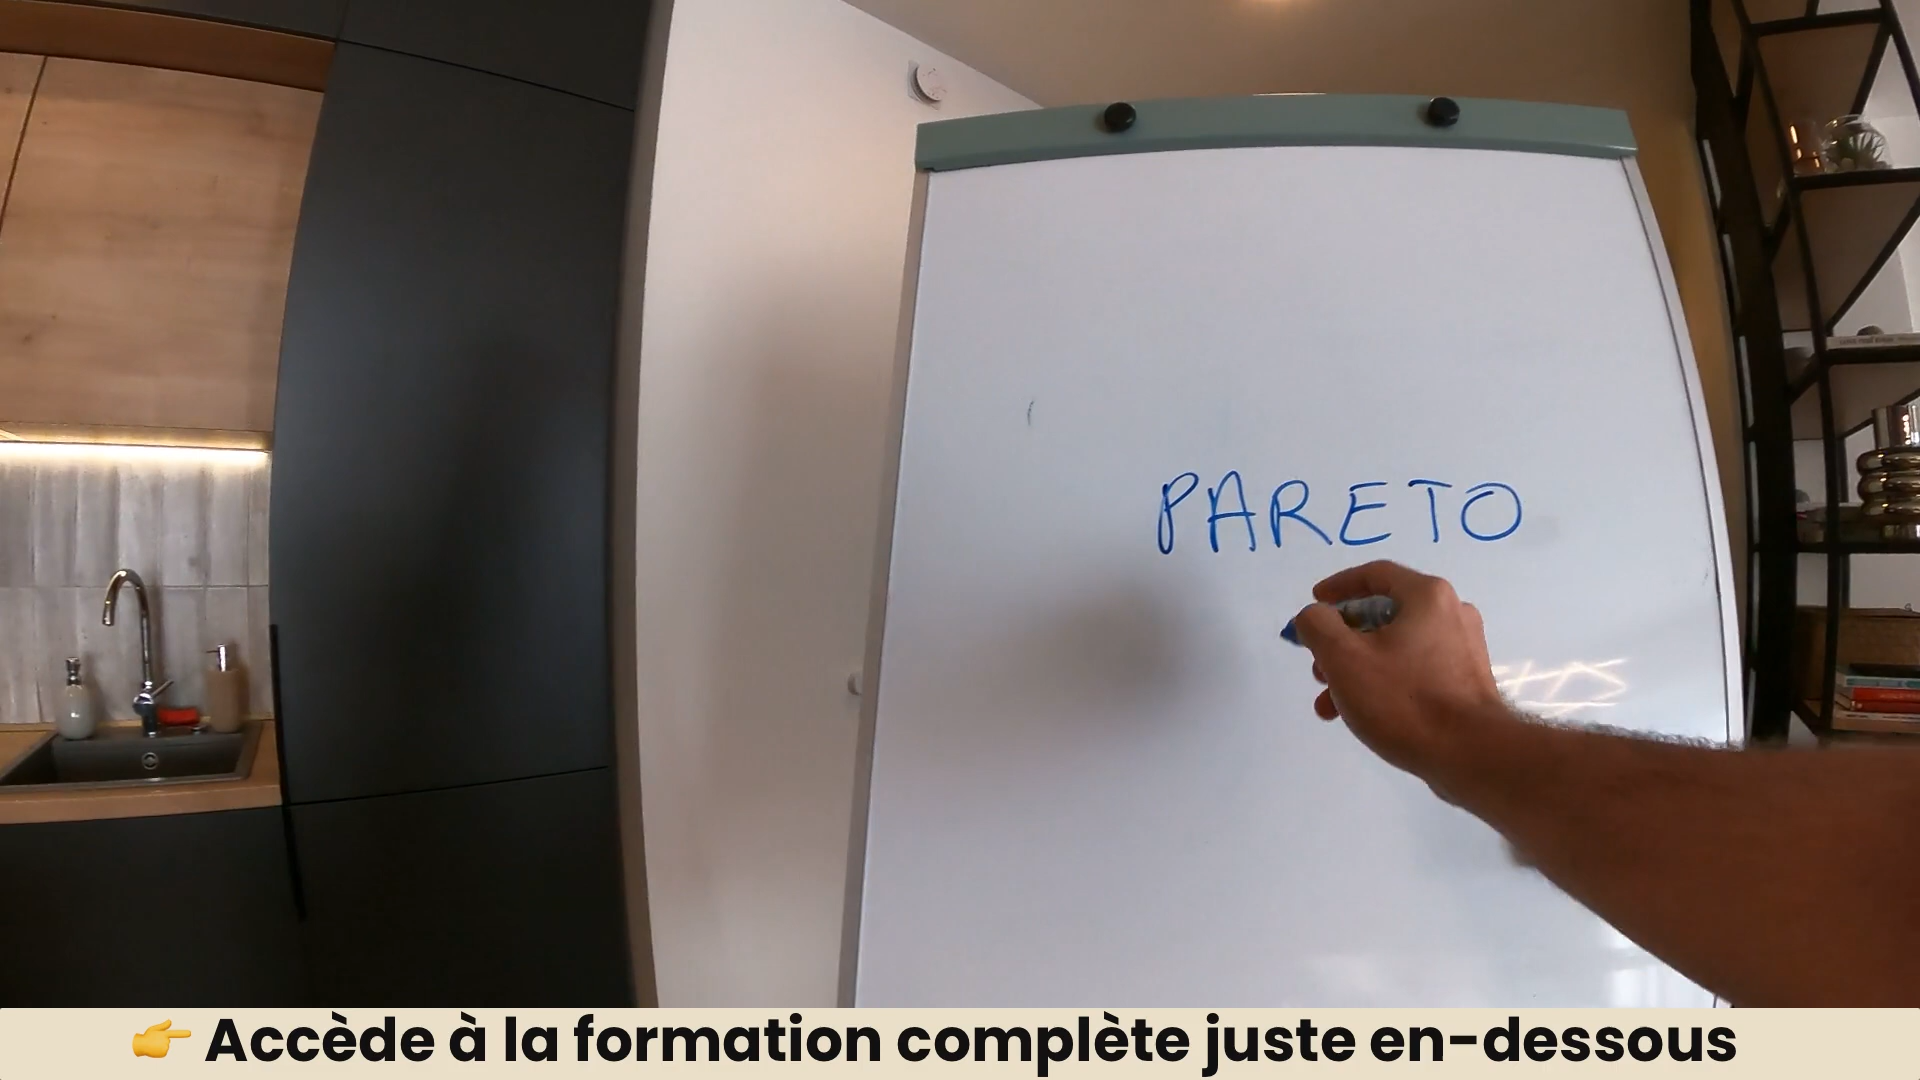 PARETO
👉 Accède à la formation complète juste en-dessous